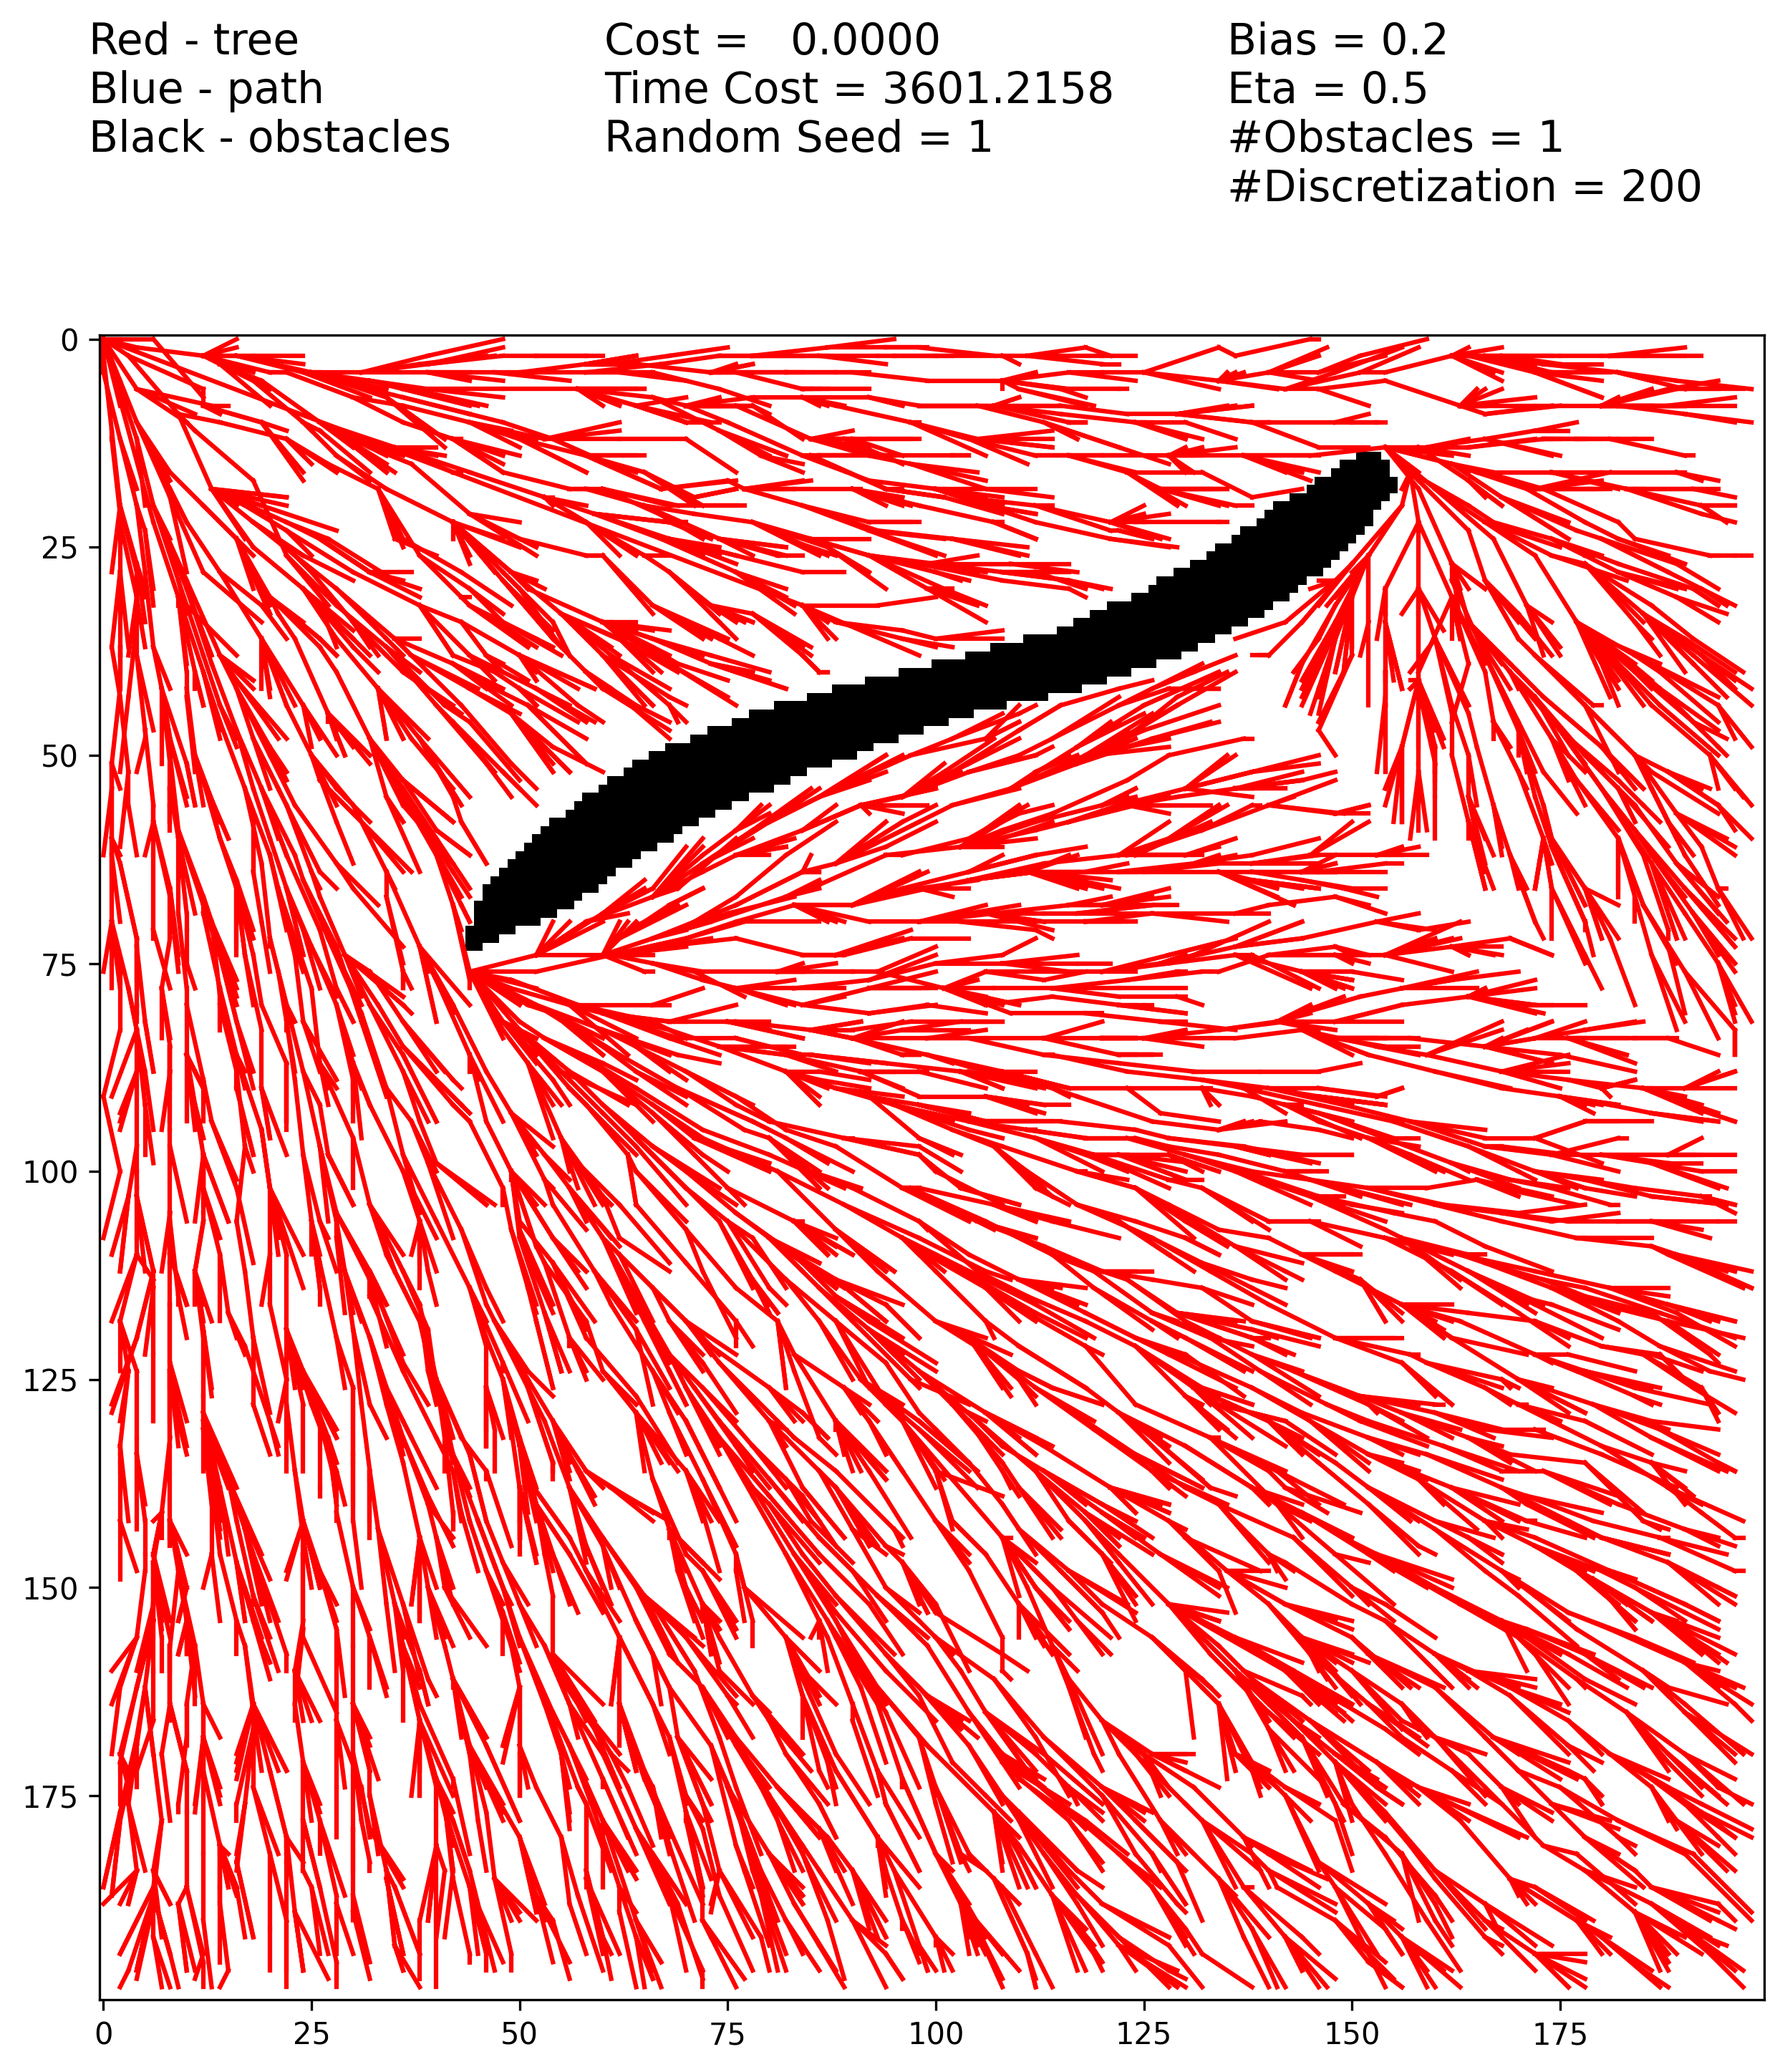 Red - tree
Blue - path
Black - obstacles
Cost =   0.0000
Time Cost = 3601.2158
Random Seed = 1
Bias = 0.2
Eta = 0.5
#Obstacles = 1
#Discretization = 200
0
25
50
75
100
125
150
175
0 25 50 75 100 125 150 175